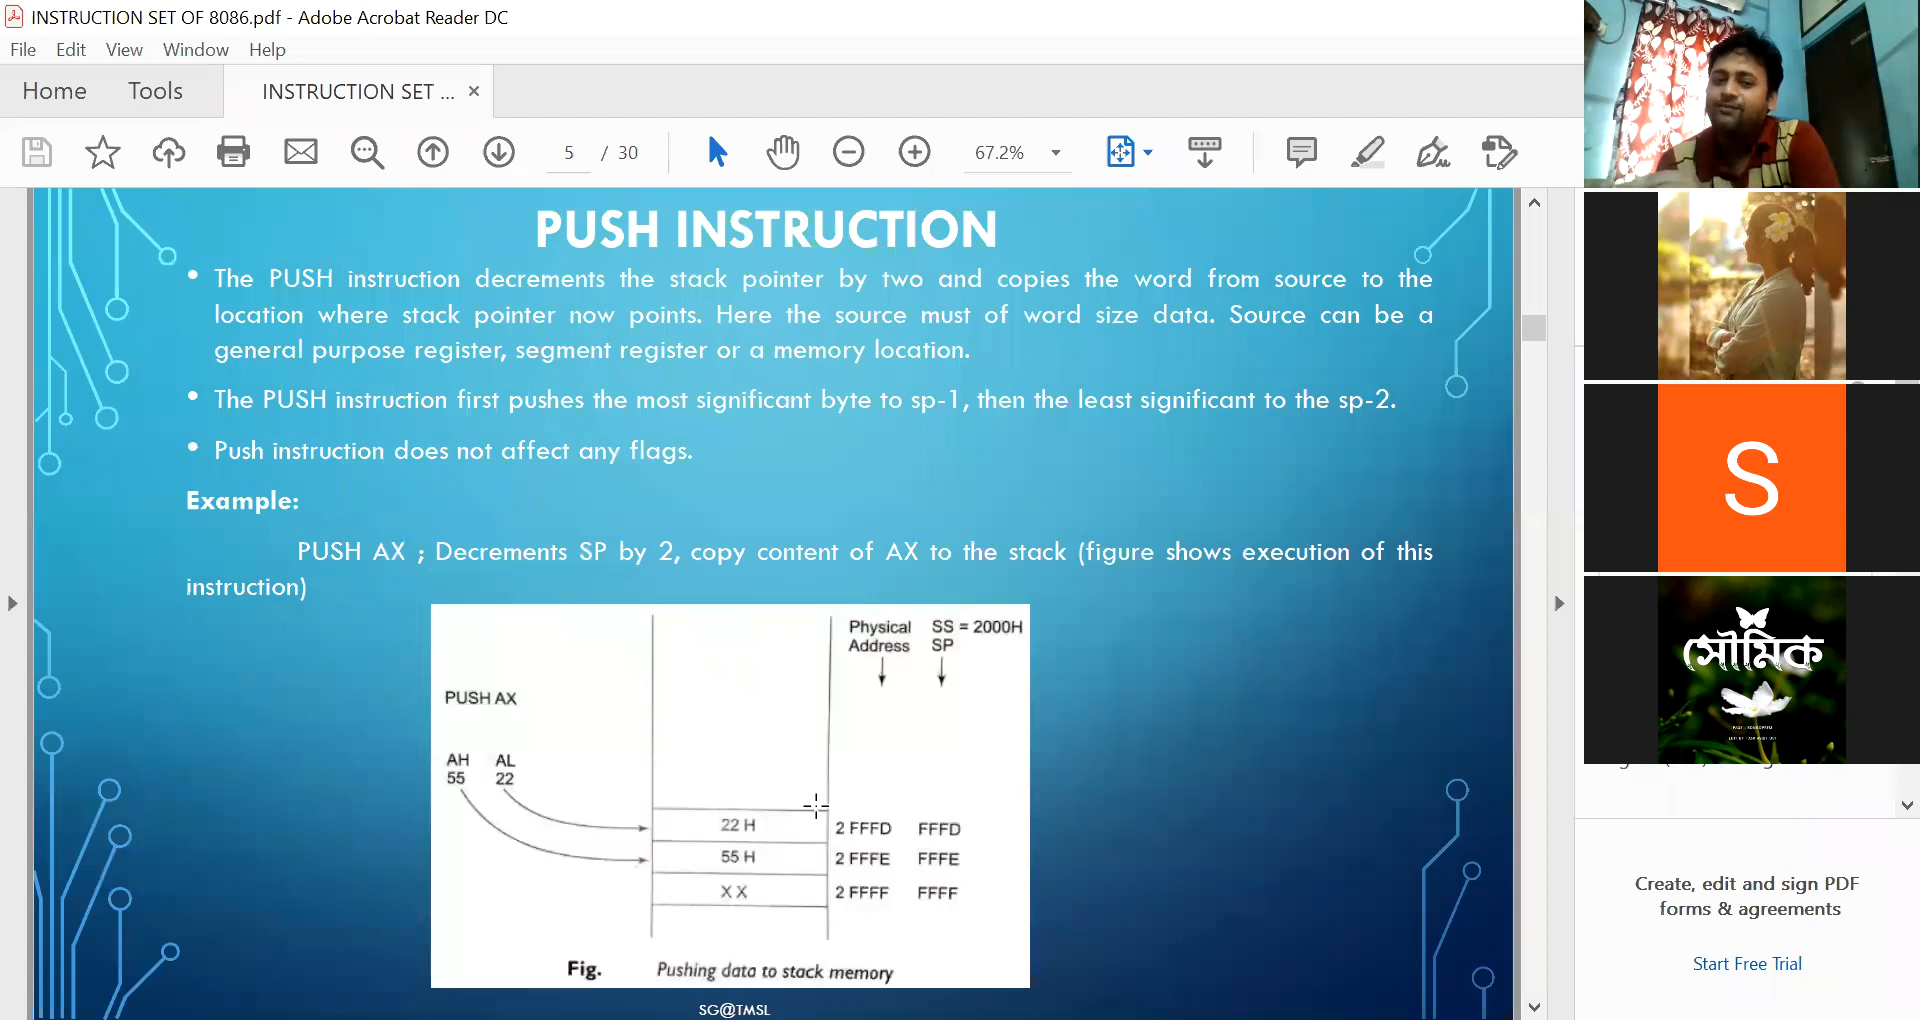 INSTRUCTION SET OF 8086.pdf - Adobe Acrobat Reader DC
File Edit View Window Help
Home Tools INSTRUCTION SET ... ×
5 / 30 67.2%
PUSH INSTRUCTION
• The PUSH instruction decrements the stack pointer by two and copies the word from source to the
location where stack pointer now points. Here the source must of word size data. Source can be a
general purpose register, segment register or a memory location.
• The PUSH instruction first pushes the most significant byte to sp-1, then the least significant to the sp-2.
• Push instruction does not affect any flags.
Example:
PUSH AX ; Decrements SP by 2, copy content of AX to the stack (figure shows execution of this
instruction)
Physical SS = 2000H
Address SP
PUSH AX
AH AL
55 22
22 H 2 FFFD FFFD
55 H 2 FFFE FFFE
X X 2 FFFF FFFF
Fig. Pushing data to stack memory
SG@TMSL
S
সৌমিক
Create, edit and sign PDF
forms & agreements
Start Free Trial